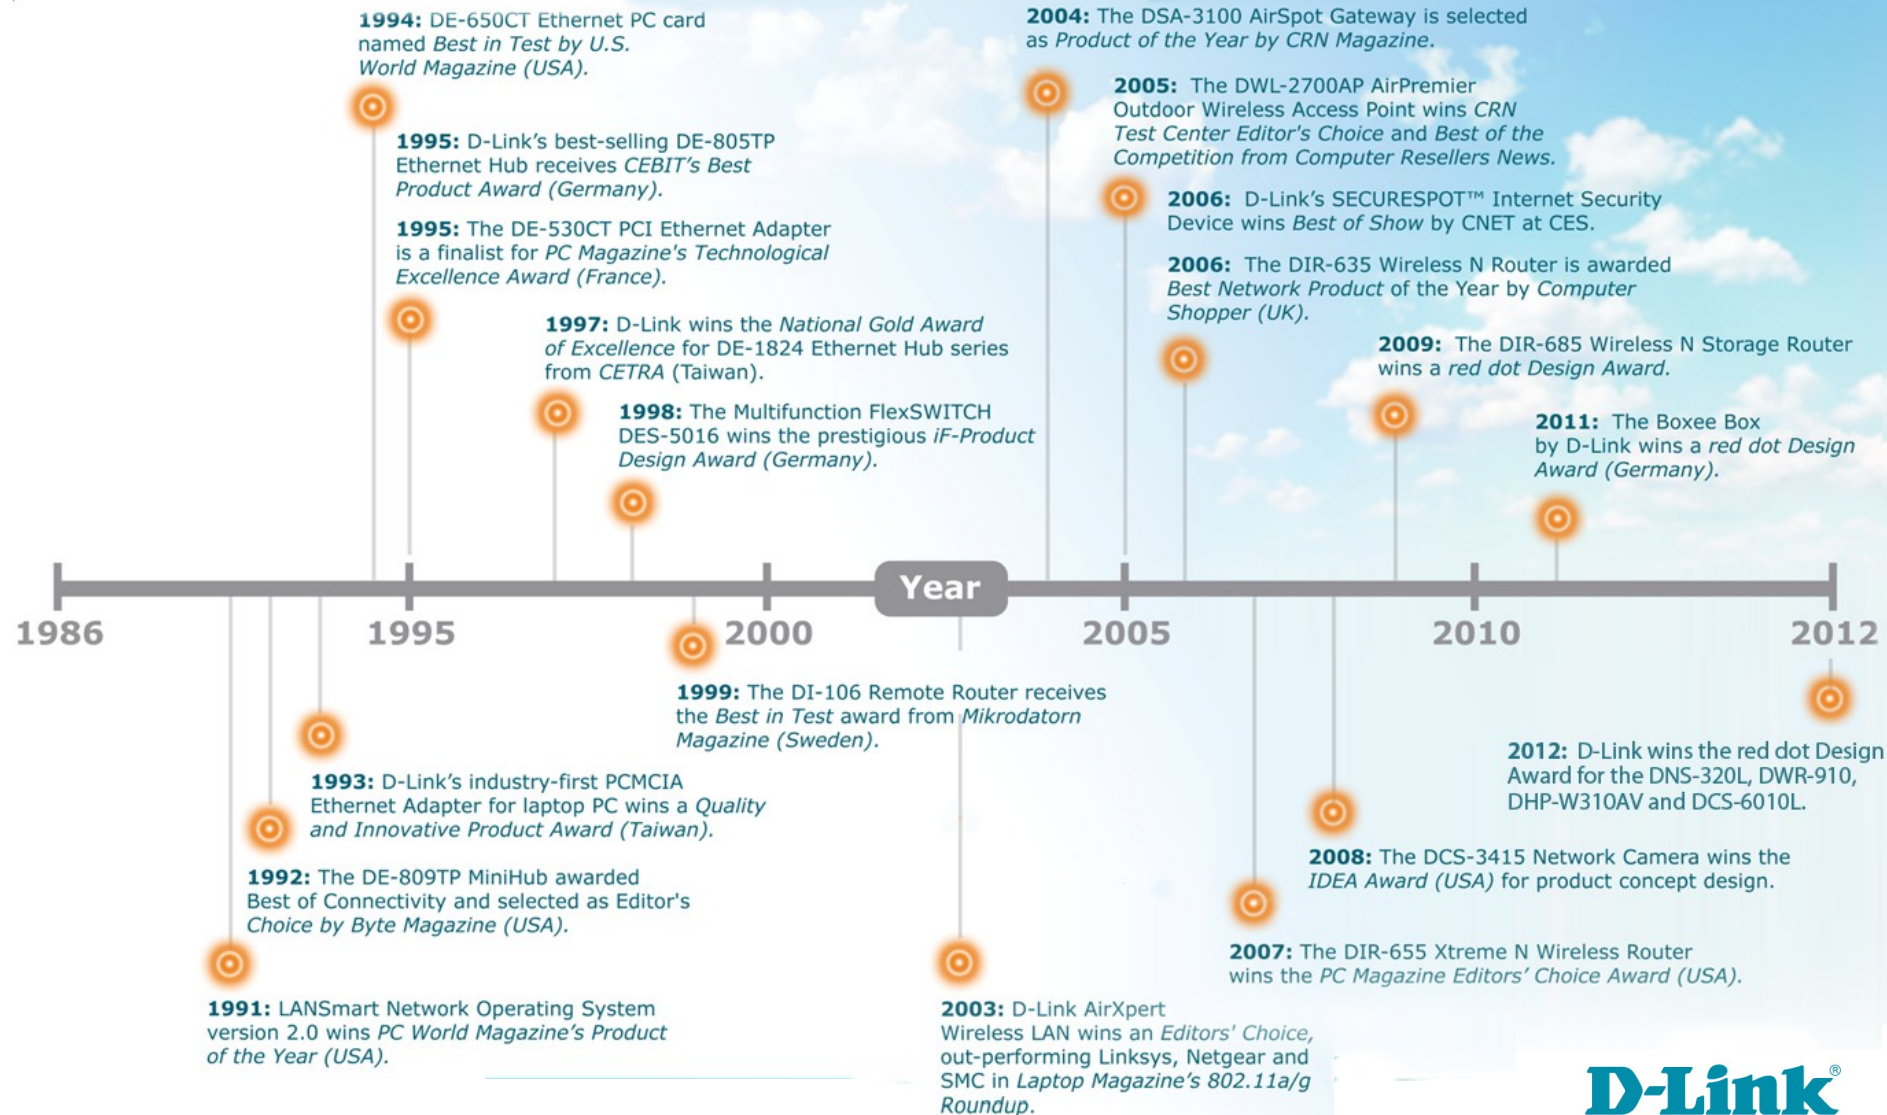 1994: DE-650CT Ethernet PC card
named Best in Test by U.S.
World Magazine (USA).
1995: D-Link’s best-selling DE-805TP
Ethernet Hub receives CEBIT’s Best
Product Award (Germany).
1995: The DE-530CT PCI Ethernet Adapter
is a finalist for PC Magazine's Technological
Excellence Award (France).
1997: D-Link wins the National Gold Award
of Excellence for DE-1824 Ethernet Hub series
from CETRA (Taiwan).
1998: The Multifunction FlexSWITCH
DES-5016 wins the prestigious iF-Product
Design Award (Germany).
2004: The DSA-3100 AirSpot Gateway is selected
as Product of the Year by CRN Magazine.
2005: The DWL-2700AP AirPremier
Outdoor Wireless Access Point wins CRN
Test Center Editor's Choice and Best of the
Competition from Computer Resellers News.
2006: D-Link’s SECURESPOT™ Internet Security
Device wins Best of Show by CNET at CES.
2006: The DIR-635 Wireless N Router is awarded
Best Network Product of the Year by Computer
Shopper (UK).
2009: The DIR-685 Wireless N Storage Router
wins a red dot Design Award.
2011: The Boxee Box
by D-Link wins a red dot Design
Award (Germany).
Year
1986
1995
2000
2005
2010
2012
1999: The DI-106 Remote Router receives
the Best in Test award from Mikrodatorn
Magazine (Sweden).
1993: D-Link’s industry-first PCMCIA
Ethernet Adapter for laptop PC wins a Quality
and Innovative Product Award (Taiwan).
1992: The DE-809TP MiniHub awarded
Best of Connectivity and selected as Editor's
Choice by Byte Magazine (USA).
1991: LANSmart Network Operating System
version 2.0 wins PC World Magazine’s Product
of the Year (USA).
2003: D-Link AirXpert
Wireless LAN wins an Editors' Choice,
out-performing Linksys, Netgear and
SMC in Laptop Magazine’s 802.11a/g
Roundup.
2012: D-Link wins the red dot Design
Award for the DNS-320L, DWR-910,
DHP-W310AV and DCS-6010L.
2008: The DCS-3415 Network Camera wins the
IDEA Award (USA) for product concept design.
2007: The DIR-655 Xtreme N Wireless Router
wins the PC Magazine Editors’ Choice Award (USA).
D-Link®